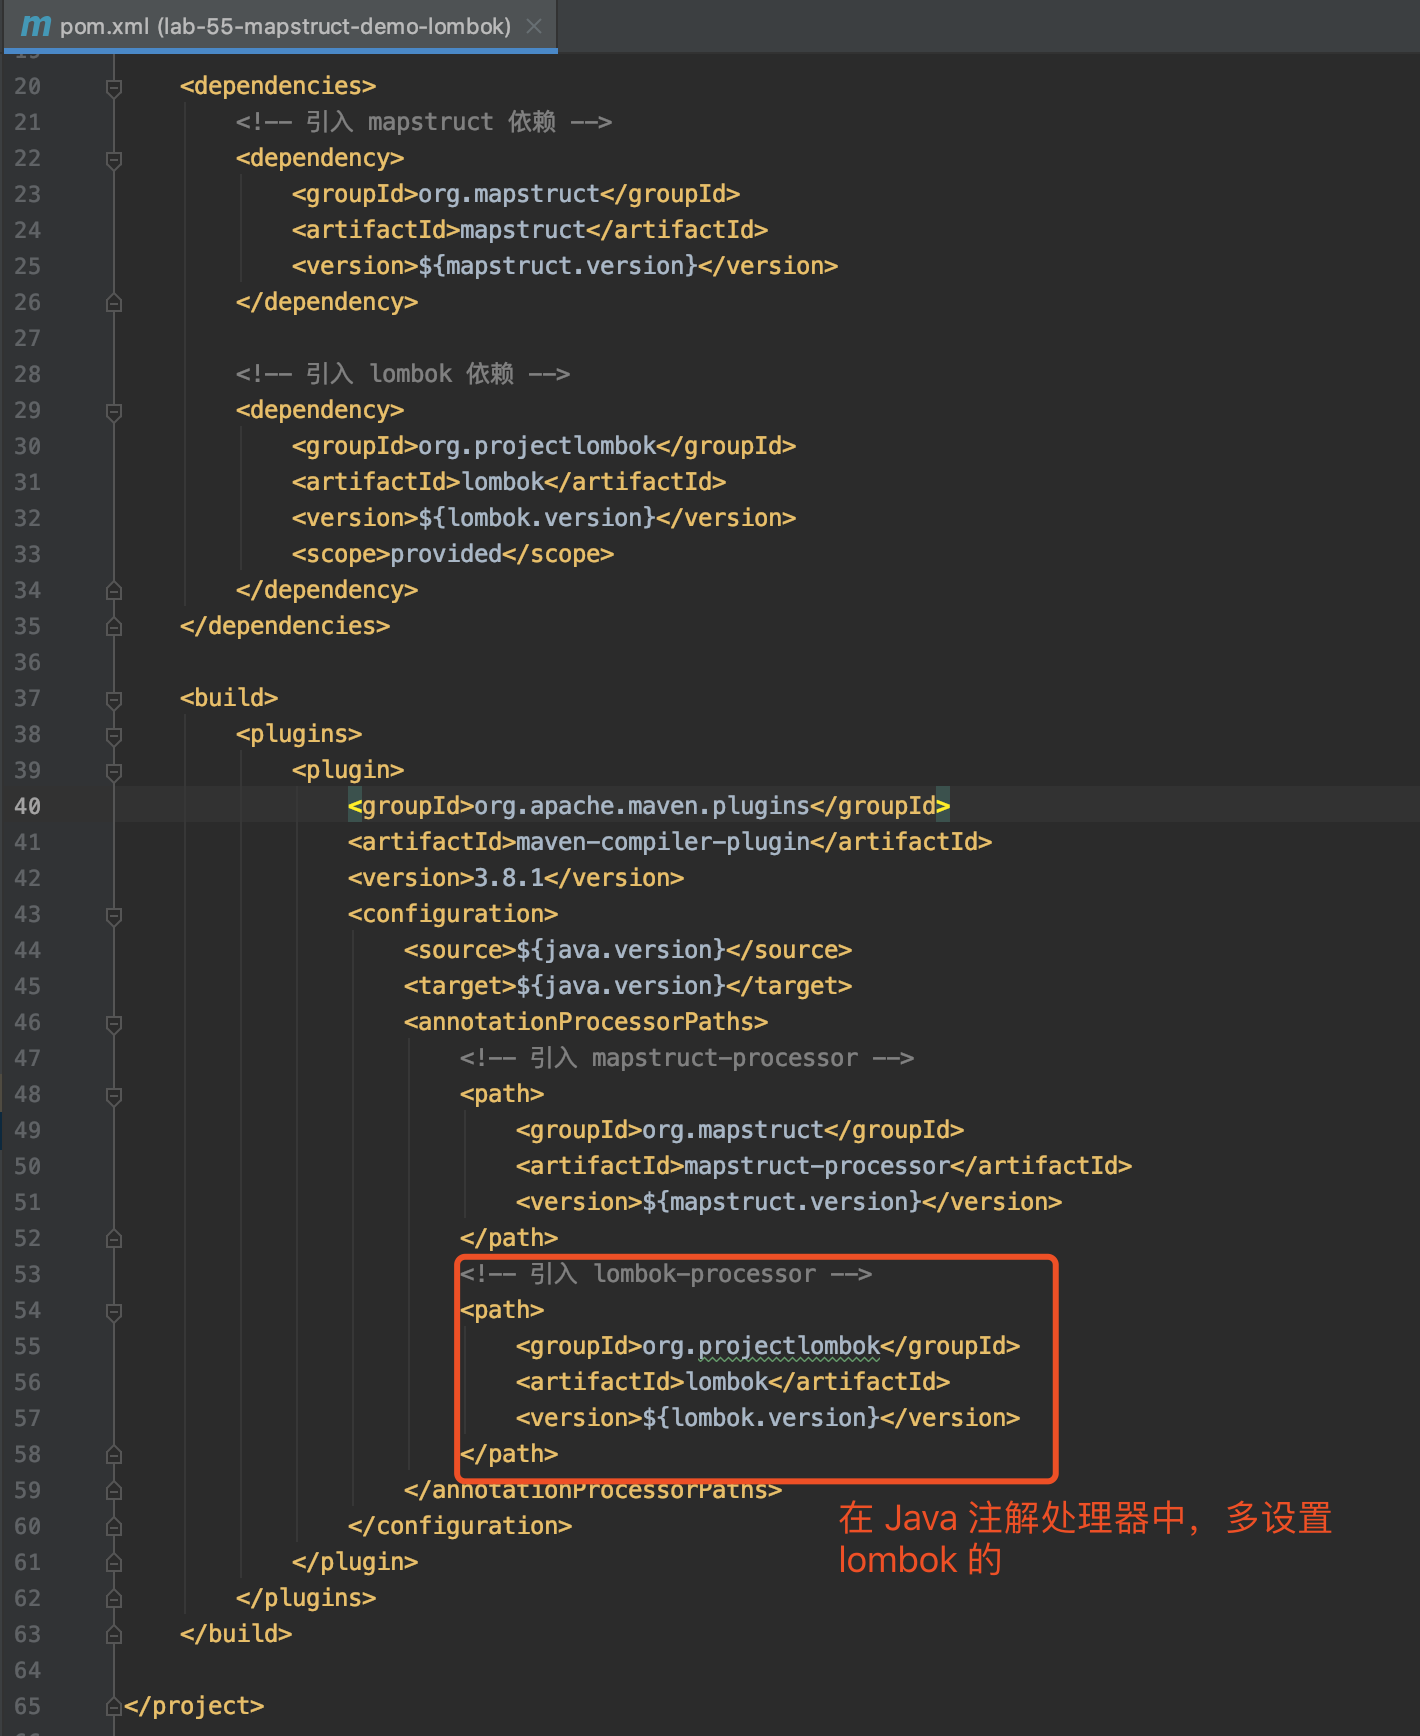 m pom.xml (lab-55-mapstruct-demo-lombok) ×
19
20 <dependencies>
21 <!-- 引入 mapstruct 依赖 -->
22 <dependency>
23 <groupId>org.mapstruct</groupId>
24 <artifactId>mapstruct</artifactId>
25 <version>${mapstruct.version}</version>
26 </dependency>
27
28 <!-- 引入 lombok 依赖 -->
29 <dependency>
30 <groupId>org.projectlombok</groupId>
31 <artifactId>lombok</artifactId>
32 <version>${lombok.version}</version>
33 <scope>provided</scope>
34 </dependency>
35 </dependencies>
36
37 <build>
38 <plugins>
39 <plugin>
40 <groupId>org.apache.maven.plugins</groupId>
41 <artifactId>maven-compiler-plugin</artifactId>
42 <version>3.8.1</version>
43 <configuration>
44 <source>${java.version}</source>
45 <target>${java.version}</target>
46 <annotationProcessorPaths>
47 <!-- 引入 mapstruct-processor -->
48 <path>
49 <groupId>org.mapstruct</groupId>
50 <artifactId>mapstruct-processor</artifactId>
51 <version>${mapstruct.version}</version>
52 </path>
53 <!-- 引入 lombok-processor -->
54 <path>
55 <groupId>org.projectlombok</groupId>
56 <artifactId>lombok</artifactId>
57 <version>${lombok.version}</version>
58 </path>
59 </annotationProcessorPaths>
60 </configuration>
在 Java 注解处理器中，多设置
lombok 的
61 </plugin>
62 </plugins>
63 </build>
64
65 </project>